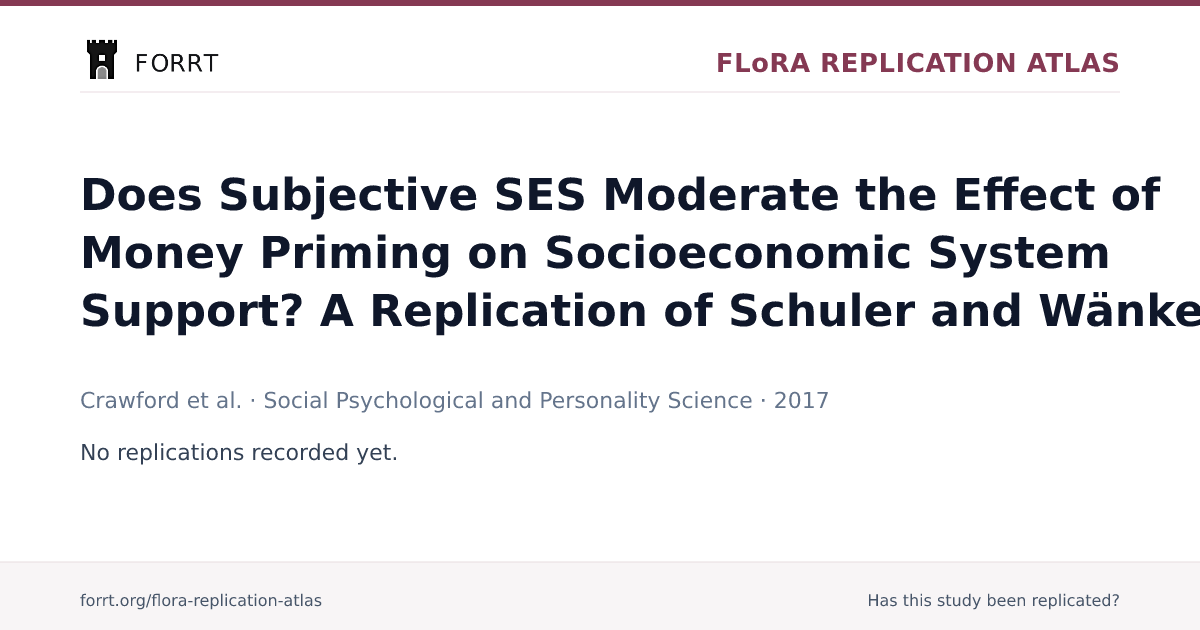 FORRT
FLoRA REPLICATION ATLAS
Does Subjective SES Moderate the Effect of
Money Priming on Socioeconomic System
Support? A Replication of Schuler and Wänke
Crawford et al. · Social Psychological and Personality Science · 2017
No replications recorded yet.
forrt.org/flora-replication-atlas
Has this study been replicated?